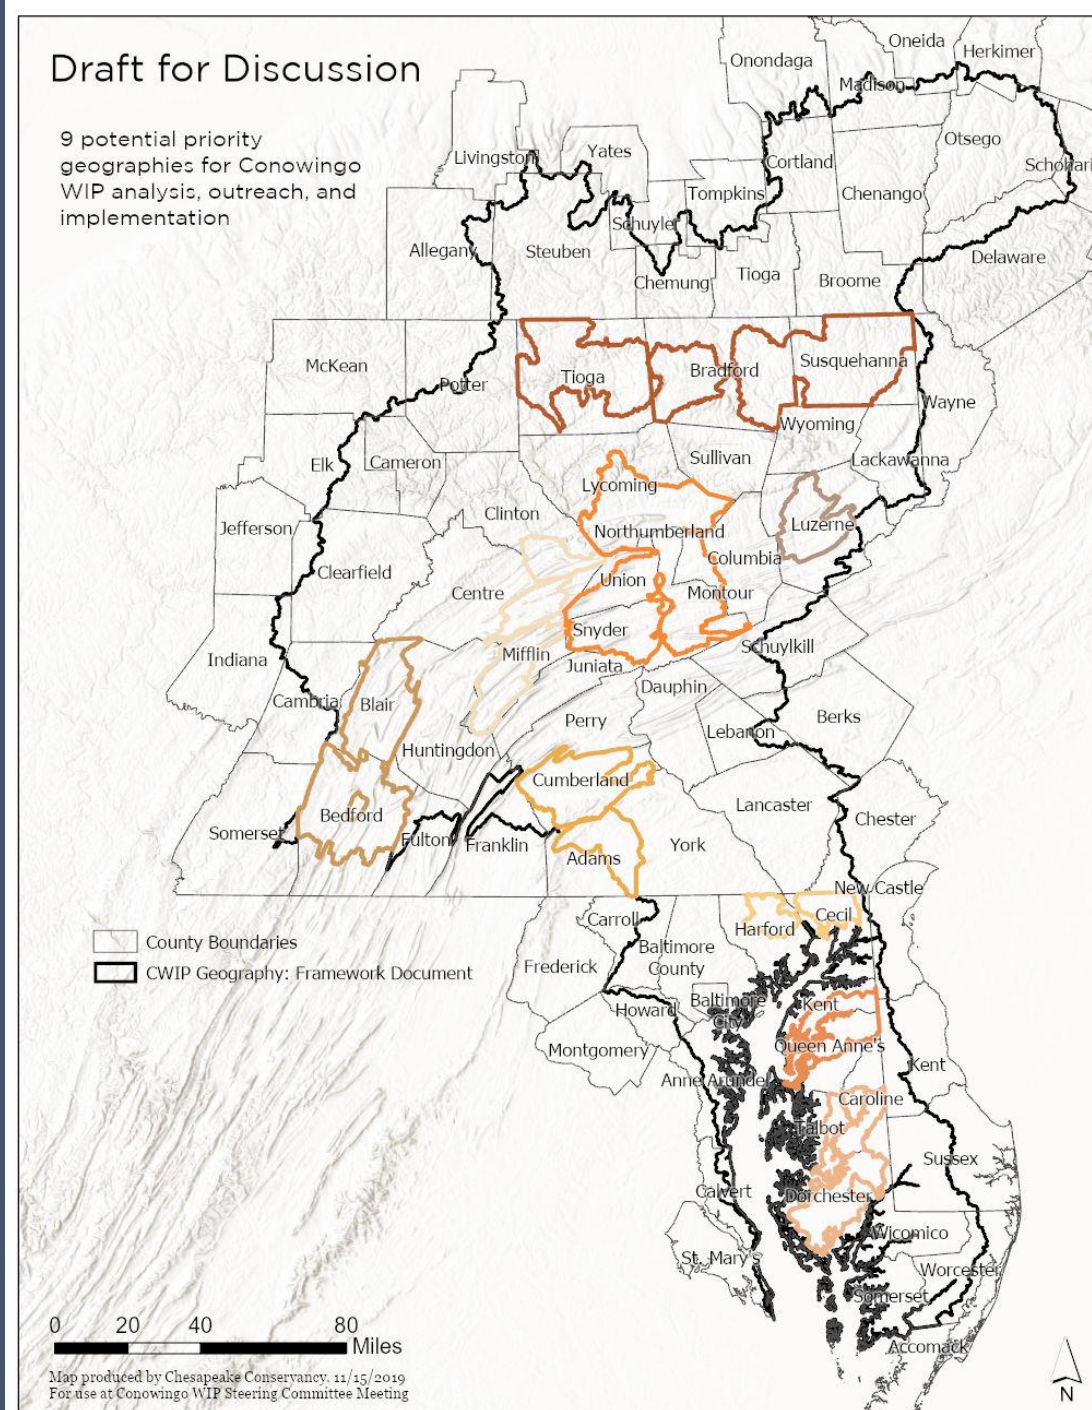 Draft for Discussion
9 potential priority
geographies for Conowingo
WIP analysis, outreach, and
implementation
Oneida
Herkimer
Onondaga
Madison
Otsego
Livingston
Yates
Cortland
Schohari
Tompkins
Chenango
Schuyler
Allegany
Steuben
Delaware
Chemung
Tioga
Broome
McKean
Potter
Tioga
Bradford
Susquehanna
Wayne
Wyoming
Elk
Cameron
Sullivan
Lackawanna
Lycoming
Clinton
Jefferson
Northumberland
Luzerne
Columbia
Clearfield
Centre
Union
Montour
Snyder
Indiana
Mifflin
Juniata
Schuylkill
Dauphin
Cambria
Blair
Perry
Lebanon
Berks
Huntingdon
Cumberland
Lancaster
Bedford
Chester
Somerset
Fulton
Franklin
Adams
York
New Castle
Carroll
Harford
Cecil
County Boundaries
CWIP Geography: Framework Document
Baltimore
County
Frederick
Howard
Baltimore
City
Kent
Queen Anne's
Montgomery
Anne Arundel
Kent
Caroline
Talbot
Sussex
Calvert
Dorchester
Wicomico
St. Mary's
Worcester
Somerset
Accomack
0 20 40 80
Miles
Map produced by Chesapeake Conservancy. 11/15/2019
For use at Conowingo WIP Steering Committee Meeting
N